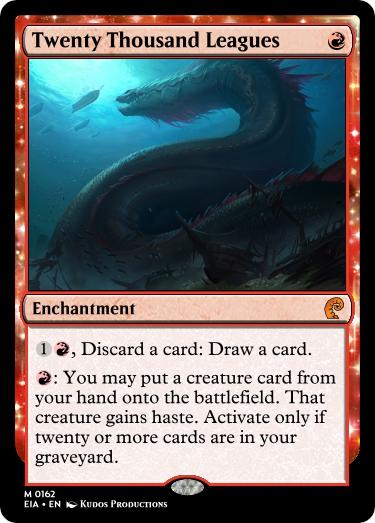 Twenty Thousand Leagues
Enchantment
1, Discard a card: Draw a card.
: You may put a creature card from
your hand onto the battlefield. That
creature gains haste. Activate only if
twenty or more cards are in your
graveyard.
M 0162
EIA • EN Kudos Productions